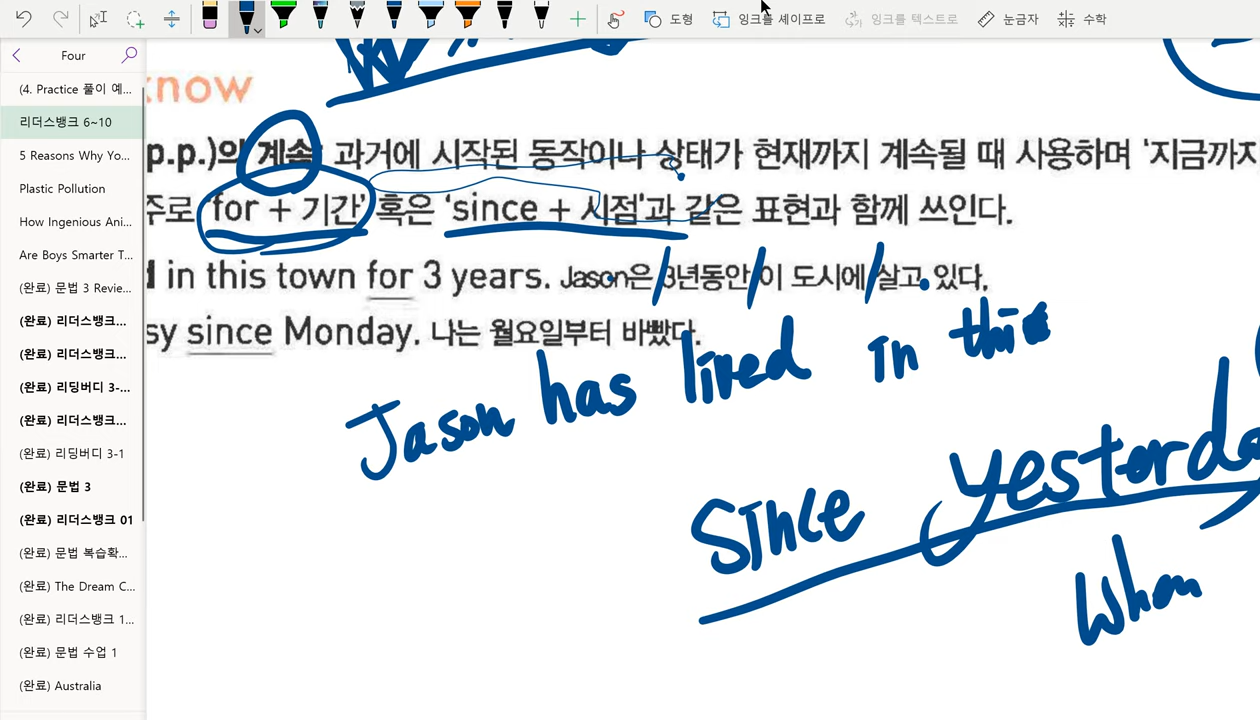 도형
잉크를 셰이프로
잉크를 텍스트로
눈금자
수학
Four
(4. Practice 풀이 예...
리더스뱅크 6~10
5 Reasons Why Yo...
Plastic Pollution
How Ingenious Ani...
Are Boys Smarter T...
(완료) 문법 3 Revie...
(완료) 리더스뱅크...
(완료) 리더스뱅크...
(완료) 리딩버디 3-...
(완료) 리더스뱅크...
(완료) 리딩버디 3-1
(완료) 문법 3
(완료) 리더스뱅크 01
(완료) 문법 복습확...
(완료) The Dream C...
(완료) 리더스뱅크 1...
(완료) 문법 수업 1
(완료) Australia
know
p.p.)의 계속: 과거에 시작된 동작이나 상태가 현재까지 계속될 때 사용하며 '지금까지
주로 'for + 기간' 혹은 'since + 시점'과 같은 표현과 함께 쓰인다.
d in this town for 3 years. Jason은 3년동안 이 도시에 살고 있다.
sy since Monday. 나는 월요일부터 바빴다.
Jason has lived in this
since yesterda
when